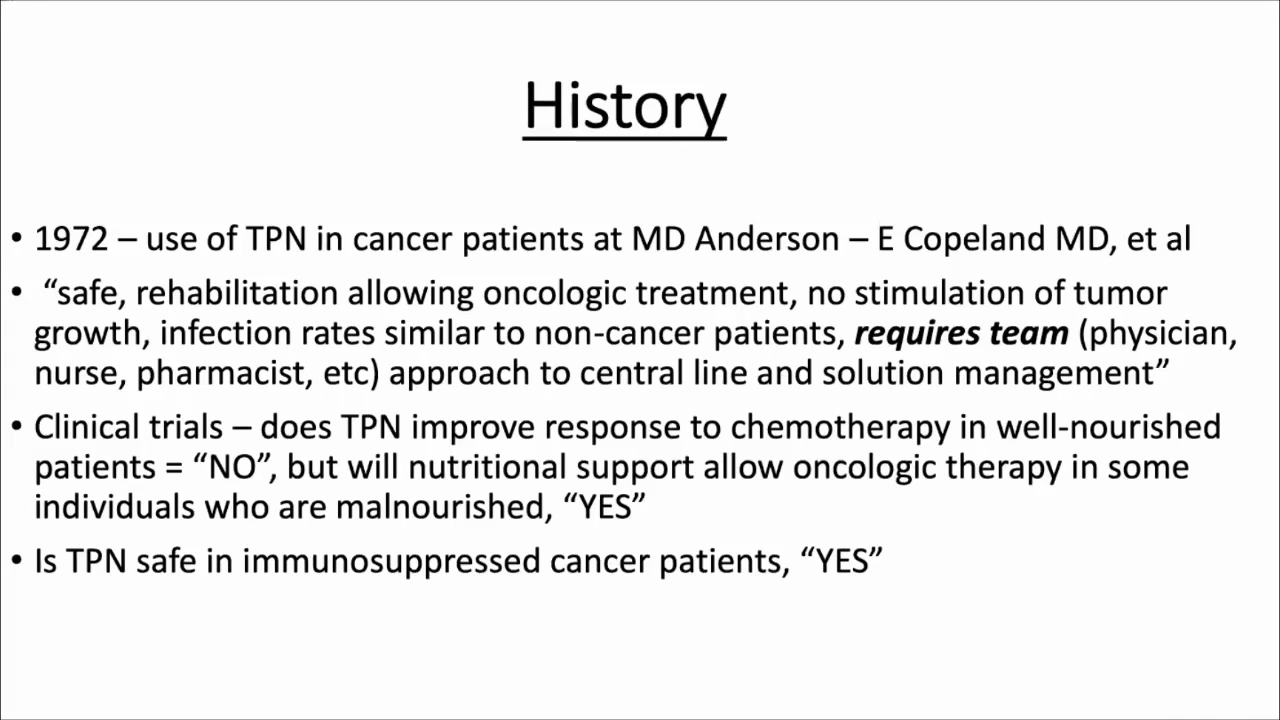 History
• 1972 – use of TPN in cancer patients at MD Anderson – E Copeland MD, et al
• “safe, rehabilitation allowing oncologic treatment, no stimulation of tumor
growth, infection rates similar to non-cancer patients, requires team (physician,
nurse, pharmacist, etc) approach to central line and solution management”
• Clinical trials – does TPN improve response to chemotherapy in well-nourished
patients = “NO”, but will nutritional support allow oncologic therapy in some
individuals who are malnourished, “YES”
• Is TPN safe in immunosuppressed cancer patients, “YES”